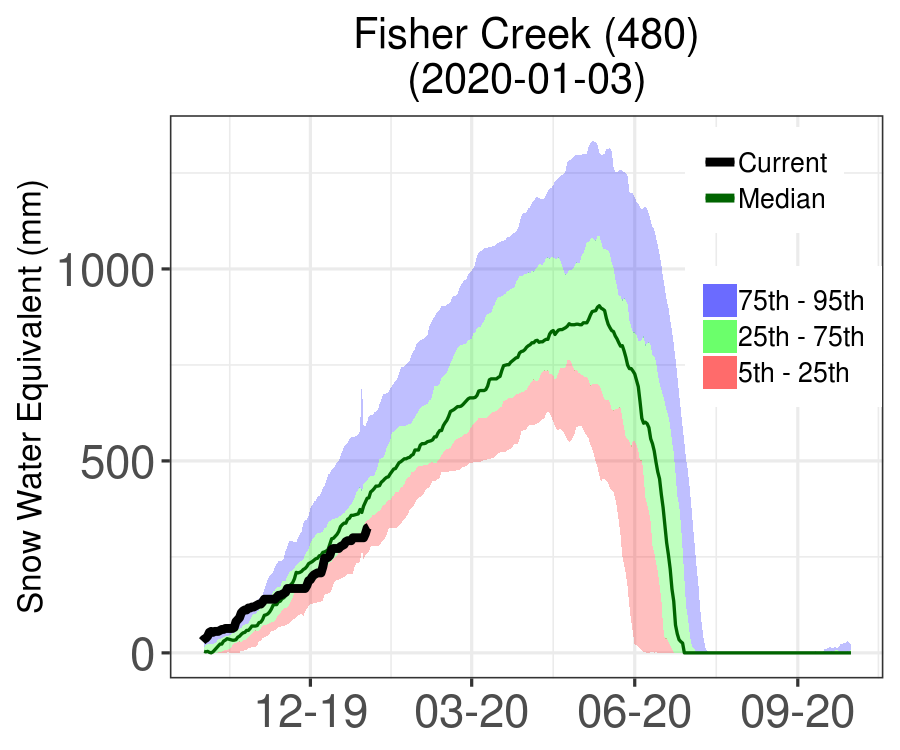 Fisher Creek (480)
(2020-01-03)
Snow Water Equivalent (mm)
1000
500
0
12-19
03-20
06-20
09-20
Current
Median
75th - 95th
25th - 75th
5th - 25th